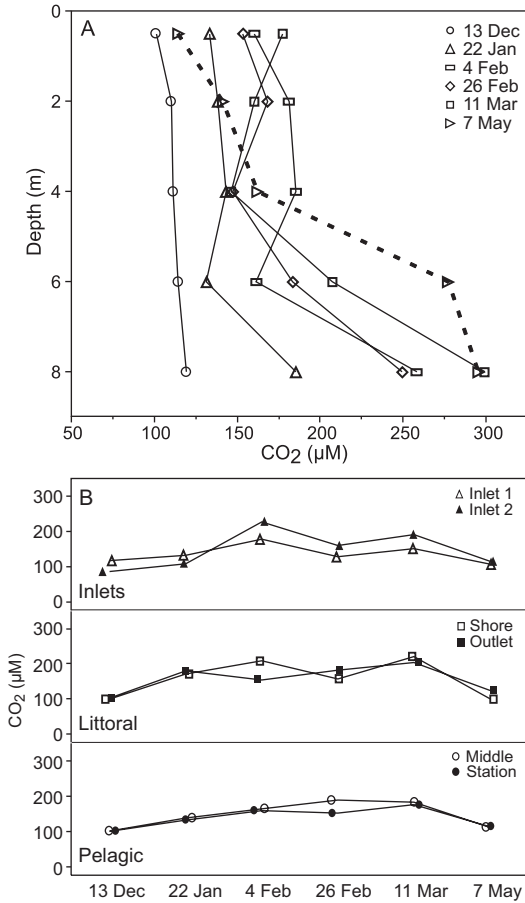 A
0
2
4
6
8
Depth (m)
13 Dec
22 Jan
4 Feb
26 Feb
11 Mar
7 May
50 100 150 200 250 300
CO2 (µM)
B
300
200
100
0
Inlet 1
Inlet 2
Inlets
300
200
100
0
Shore
Outlet
Littoral
CO2 (µM)
300
200
100
0
Middle
Station
Pelagic
13 Dec 22 Jan 4 Feb 26 Feb 11 Mar 7 May